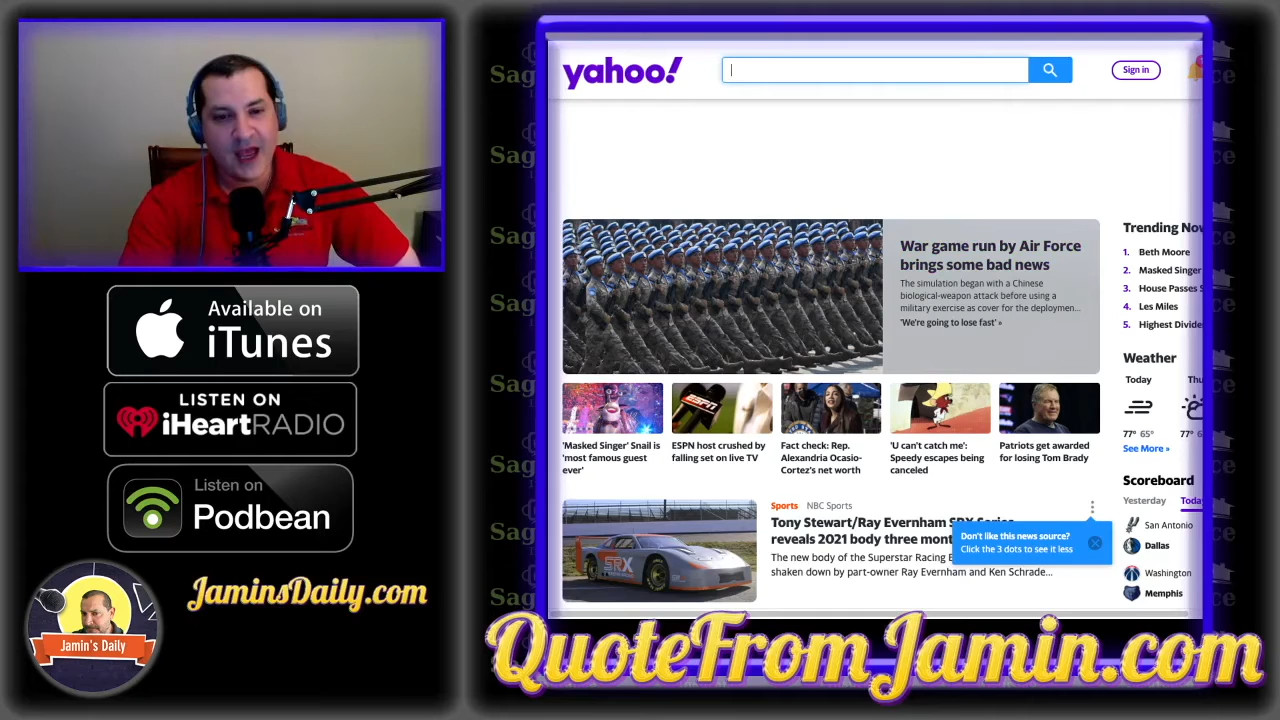 Available on
iTunes
LISTEN ON
iHeartRADIO
Listen on
Podbean
Jamin's Daily
JaminsDaily.com
yahoo!
Sign in
War game run by Air Force
brings some bad news
The simulation began with a Chinese
biological-weapon attack before using a
military exercise as cover for the deploymen...
'We're going to lose fast' »
'Masked Singer' Snail is
'most famous guest
ever'
ESPN
ESPN host crushed by
falling set on live TV
Fact check: Rep.
Alexandria Ocasio-
Cortez's net worth
'U can't catch me':
Speedy escapes being
canceled
Patriots get awarded
for losing Tom Brady
Sports NBC Sports
Tony Stewart/Ray Evernham SRX Series
reveals 2021 body three mont
The new body of the Superstar Racing E
shaken down by part-owner Ray Evernham and Ken Schrade...
SRX
Don't like this news source?
Click the 3 dots to see it less
Trending Now
1. Beth Moore
2. Masked Singer
3. House Passes S
4. Les Miles
5. Highest Divide
Weather
Today Thu
77° 65° 77° 6
See More »
Scoreboard
Yesterday Toda
San Antonio
Dallas
Washington
Memphis
QuoteFromJamin.com